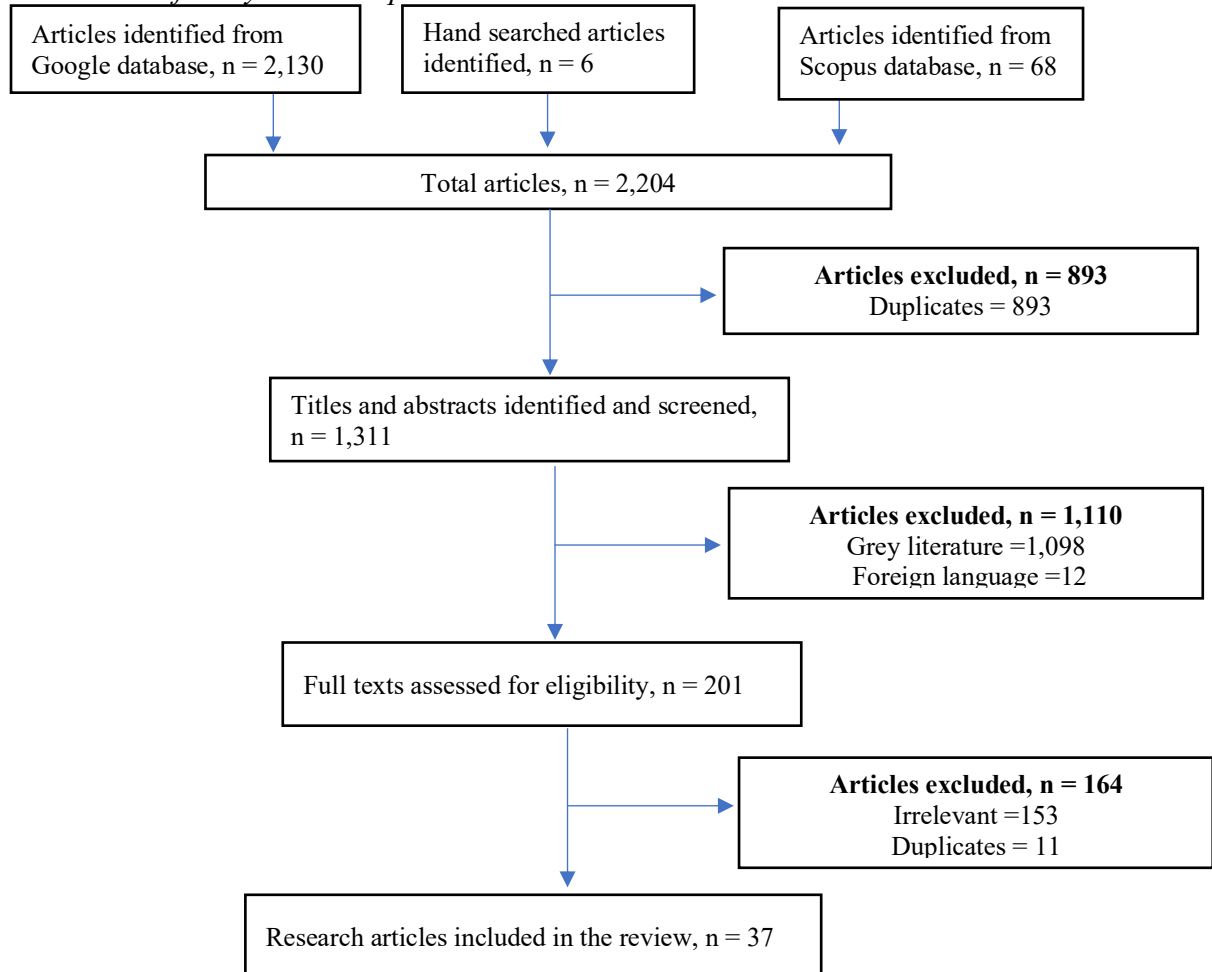 Articles identified from
Google database, n = 2,130
Hand searched articles
identified, n = 6
Articles identified from
Scopus database, n = 68
Total articles, n = 2,204
Articles excluded, n = 893
Duplicates = 893
Titles and abstracts identified and screened,
n = 1,311
Articles excluded, n = 1,110
Grey literature =1,098
Foreign language =12
Full texts assessed for eligibility, n = 201
Articles excluded, n = 164
Irrelevant =153
Duplicates = 11
Research articles included in the review, n = 37